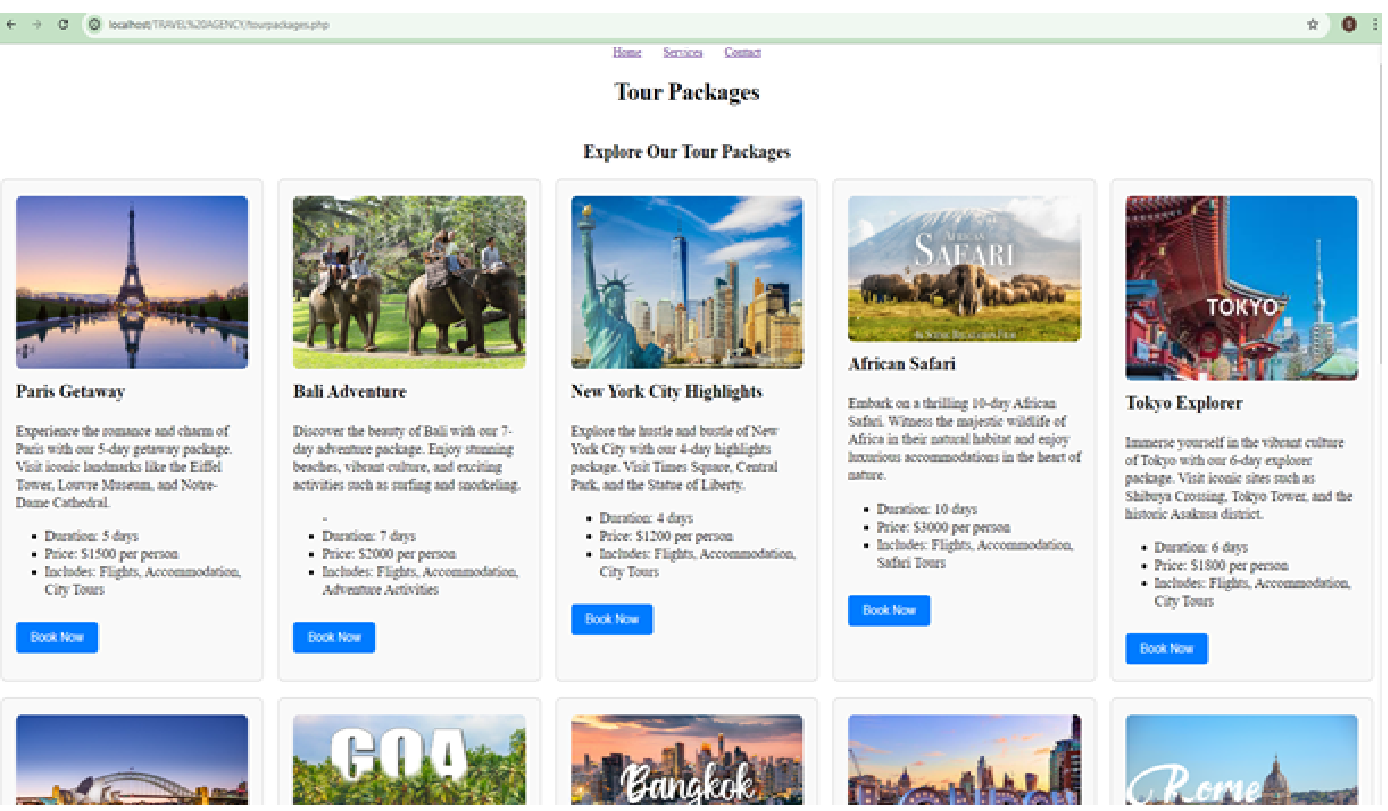 localhost/TRAVEL%20AGENCY/tourpackages.php
Home Services Contact
Tour Packages
Explore Our Tour Packages
Paris Getaway
Experience the romance and charm of
Paris with our 5-day getaway package.
Visit iconic landmarks like the Eiffel
Tower, Louvre Museum, and Notre-
Dame Cathedral.
Duration: 5 days
Price: $1500 per person
Includes: Flights, Accommodation,
City Tours
Book Now
Bali Adventure
Discover the beauty of Bali with our 7-
day adventure package. Enjoy stunning
beaches, vibrant culture, and exciting
activities such as surfing and snorkeling.
-
Duration: 7 days
Price: $2000 per person
Includes: Flights, Accommodation,
Adventure Activities
Book Now
New York City Highlights
Explore the hustle and bustle of New
York City with our 4-day highlights
package. Visit Times Square, Central
Park, and the Statue of Liberty.
Duration: 4 days
Price: $1200 per person
Includes: Flights, Accommodation,
City Tours
Book Now
AFRICAN
SAFARI
African Safari
Embark on a thrilling 10-day African
Safari. Witness the majestic wildlife of
Africa in their natural habitat and enjoy
luxurious accommodations in the heart of
nature.
Duration: 10 days
Price: $3000 per person
Includes: Flights, Accommodation,
Safari Tours
Book Now
TOKYO
Tokyo Explorer
Immerse yourself in the vibrant culture
of Tokyo with our 6-day explorer
package. Visit iconic sites such as
Shibuya Crossing, Tokyo Tower, and the
historic Asakusa district.
Duration: 6 days
Price: $1800 per person
Includes: Flights, Accommodation,
City Tours
Book Now
GOA
Bangkok
Rome